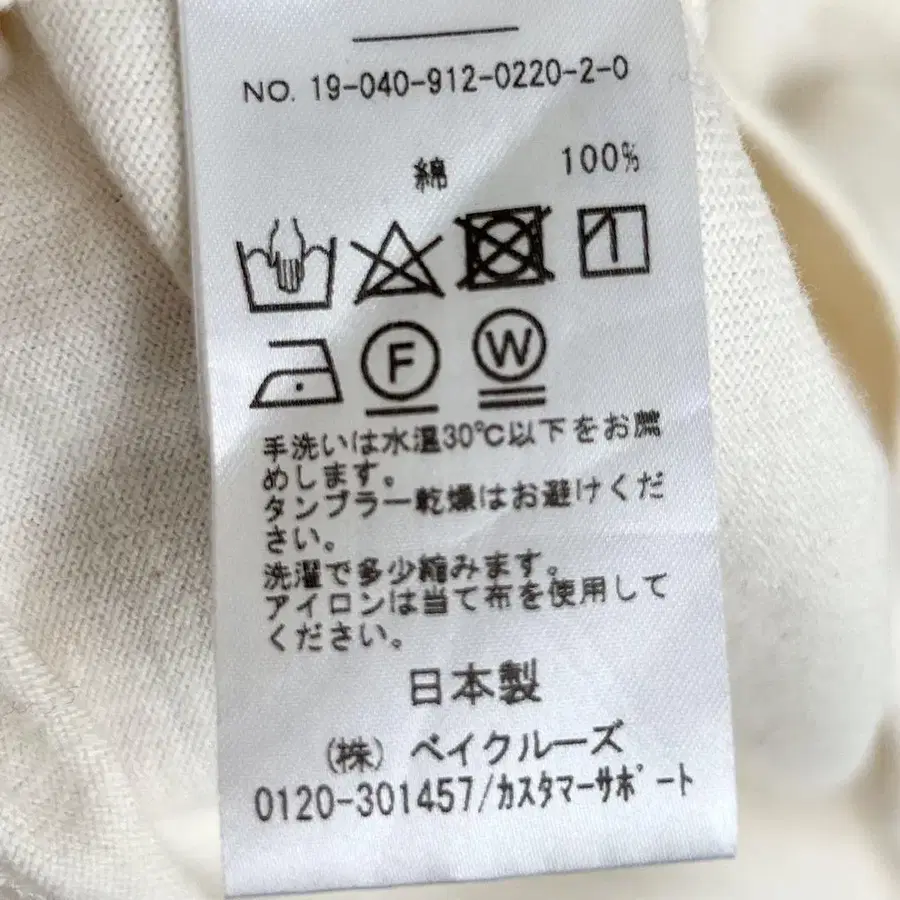 NO. 19-040-912-0220-2-0
綿 100%
F W
手洗いは水温30℃以下をお薦
めします。
タンブラー乾燥はお避けくだ
さい。
洗濯で多少縮みます。
アイロンは当て布を使用して
ください。
日本製
(株) ベイクルーズ
0120-301457/カスタマーサポート